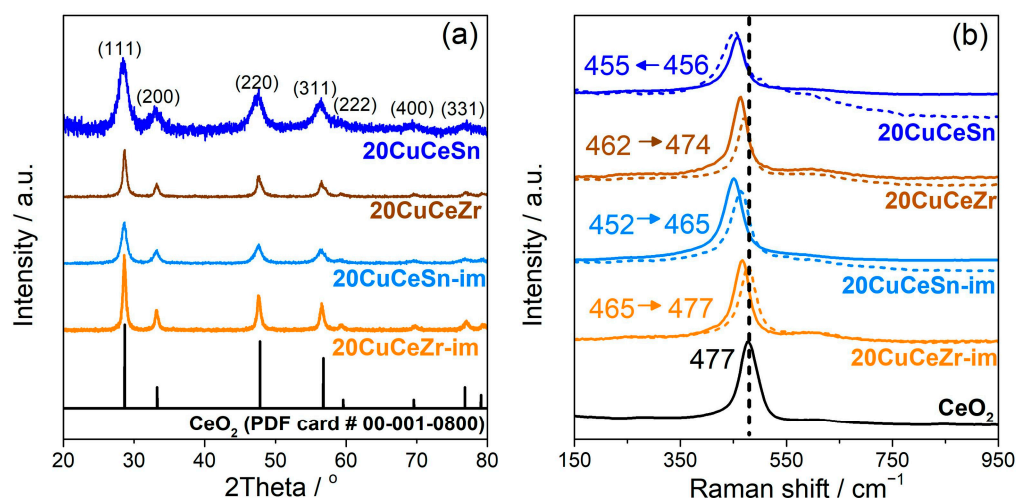 (a)
(111)
(200)
(220)
(311)
(222)
(400)
(331)
20CuCeSn
20CuCeZr
20CuCeSn-im
20CuCeZr-im
CeO₂ (PDF card # 00-001-0800)
20 30 40 50 60 70 80
2Theta / °
Intensity / a.u.
(b)
455 ← 456
20CuCeSn
462 → 474
20CuCeZr
452 → 465
20CuCeSn-im
465 → 477
20CuCeZr-im
477
CeO₂
150 450 750 950
Raman shift / cm⁻¹
Intensity / a.u.